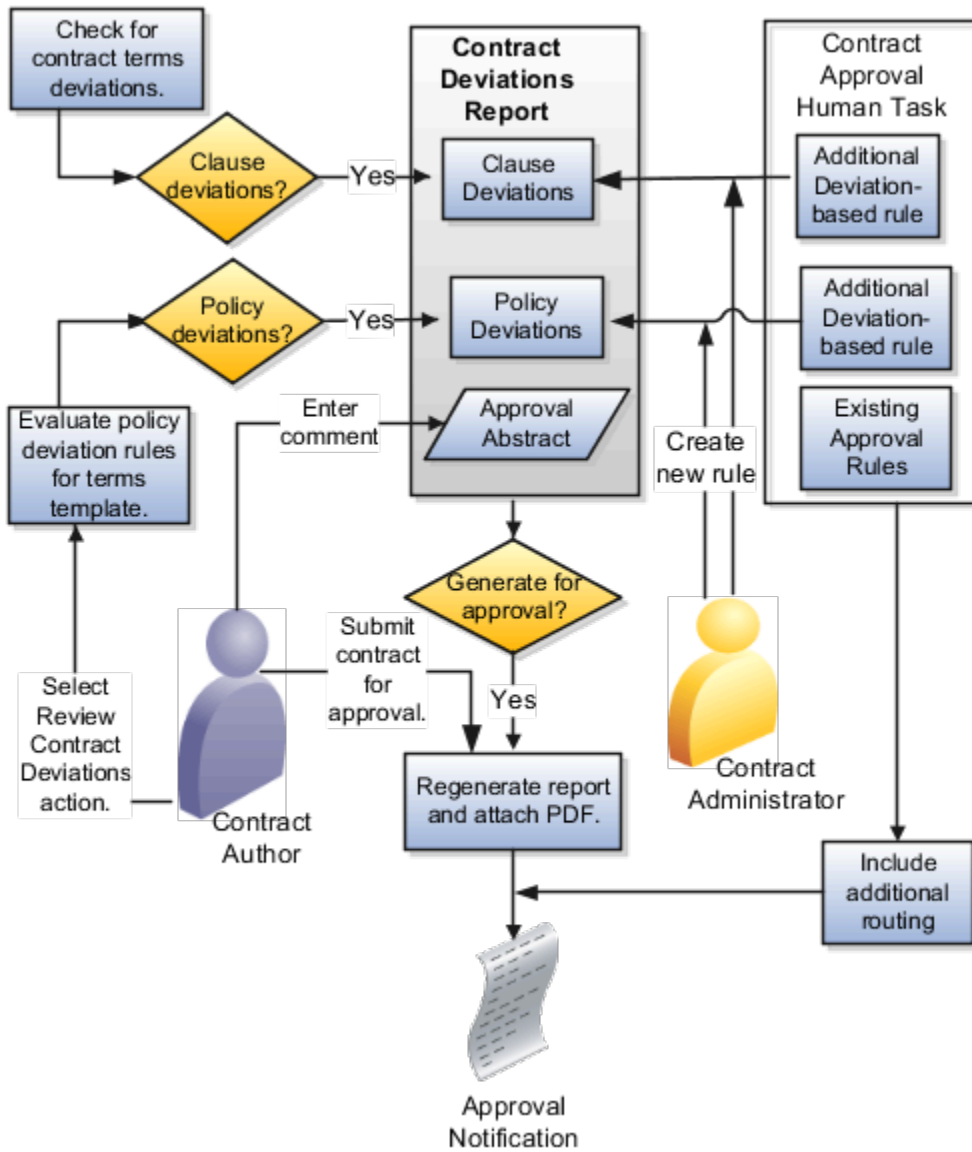 Check for
contract terms
deviations.
Clause
deviations?
Yes
Contract
Deviations
Report
Clause
Deviations
Contract
Approval
Human Task
Additional
Deviation-
based rule
Policy
deviations?
Yes
Policy
Deviations
Additional
Deviation-
based rule
Evaluate policy
deviation rules
for terms
template.
Enter
comment
Approval
Abstract
Create
new rule
Existing
Approval
Rules
Generate for
approval?
Submit
contract
for
approval.
Yes
Select
Review
Contract
Deviations
action.
Contract
Author
Regenerate report
and attach PDF.
Contract
Administrator
Include
additional
routing
Approval
Notification